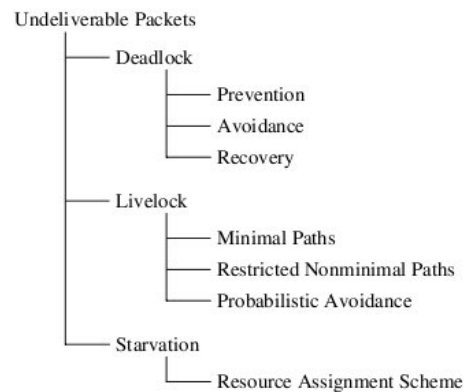 Undeliverable Packets
Deadlock
Prevention
Avoidance
Recovery
Livelock
Minimal Paths
Restricted Nonminimal Paths
Probabilistic Avoidance
Starvation
Resource Assignment Scheme